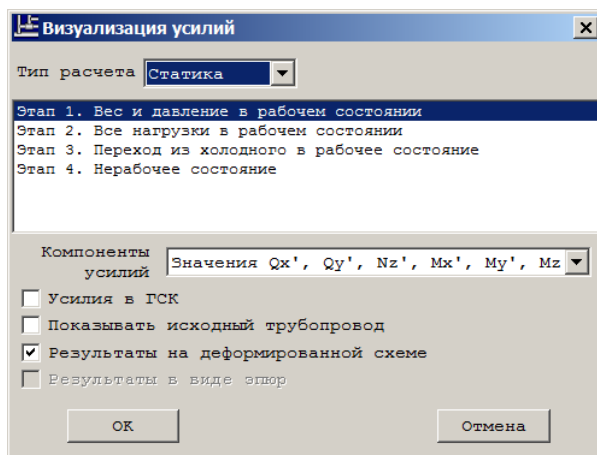 Визуализация усилий
Тип расчета Статика
Этап 1. Вес и давление в рабочем состоянии
Этап 2. Все нагрузки в рабочем состоянии
Этап 3. Переход из холодного в рабочее состояние
Этап 4. Нерабочее состояние
Компоненты
усилий
Значения Qx', Qy', Nz', Mx', My', Mz
Усилия в ГСК
Показывать исходный трубопровод
Результаты на деформированной схеме
Результаты в виде эпюр
OK Отмена